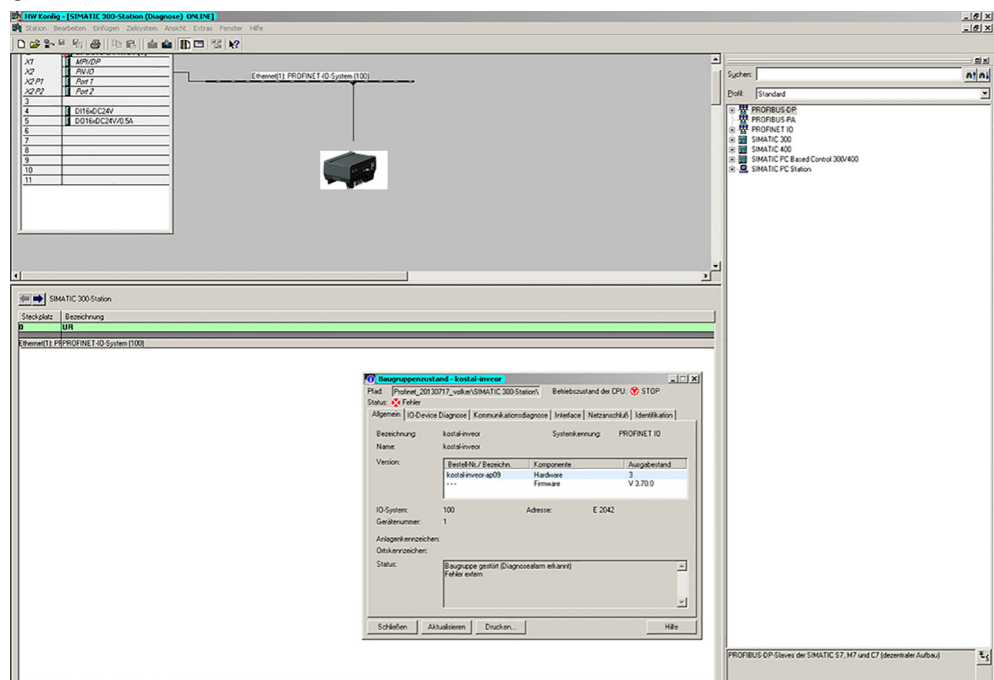 HW Konfig - [SIMATIC 300-Station (Diagnose) ONLINE]
Station Bearbeiten Einfügen Zielsystem Ansicht Extras Fenster Hilfe
X1 MPI/DP
X2 PN-IO
X2 P1 Port 1
X2 P2 Port 2
3
4 DI16xDC24V
5 DO16xDC24V/0.5A
6
7
8
9
10
11
Ethernet(1): PROFINET-IO-System (100)
Suchen:
Profil: Standard
PROFIBUS-DP
PROFIBUS-PA
PROFINET IO
SIMATIC 300
SIMATIC 400
SIMATIC PC Based Control 300/400
SIMATIC PC Station
SIMATIC 300-Station
Steckplatz Bezeichnung
0 UR
Ethernet(1): PROFINET-IO-System (100)
Baugruppenzustand - kostal-inveor
Pfad: Profinet_20130717_volker\SIMATIC 300-Station\ Betriebszustand der CPU: STOP
Status: Fehler
Allgemein IO-Device Diagnose Kommunikationsdiagnose Interface Netzanschluß Identifikation
Bezeichnung: kostal-inveor Systemkennung: PROFINET IO
Name: kostal-inveor
Version: Bestell-Nr./ Bezeichn. Komponente Ausgabestand
kostal-inveor-ap09 Hardware 3
--- Firmware V 3.70.0
IO-System: 100 Adresse: E 2042
Gerätenummer: 1
Anlagenkennzeichen:
Ortskennzeichen:
Status: Baugruppe gestört (Diagnosealarm erkannt)
Fehler extern
Schließen Aktualisieren Drucken... Hilfe
PROFIBUS-DP-Slaves der SIMATIC S7, M7 und C7 (dezentraler Aufbau)